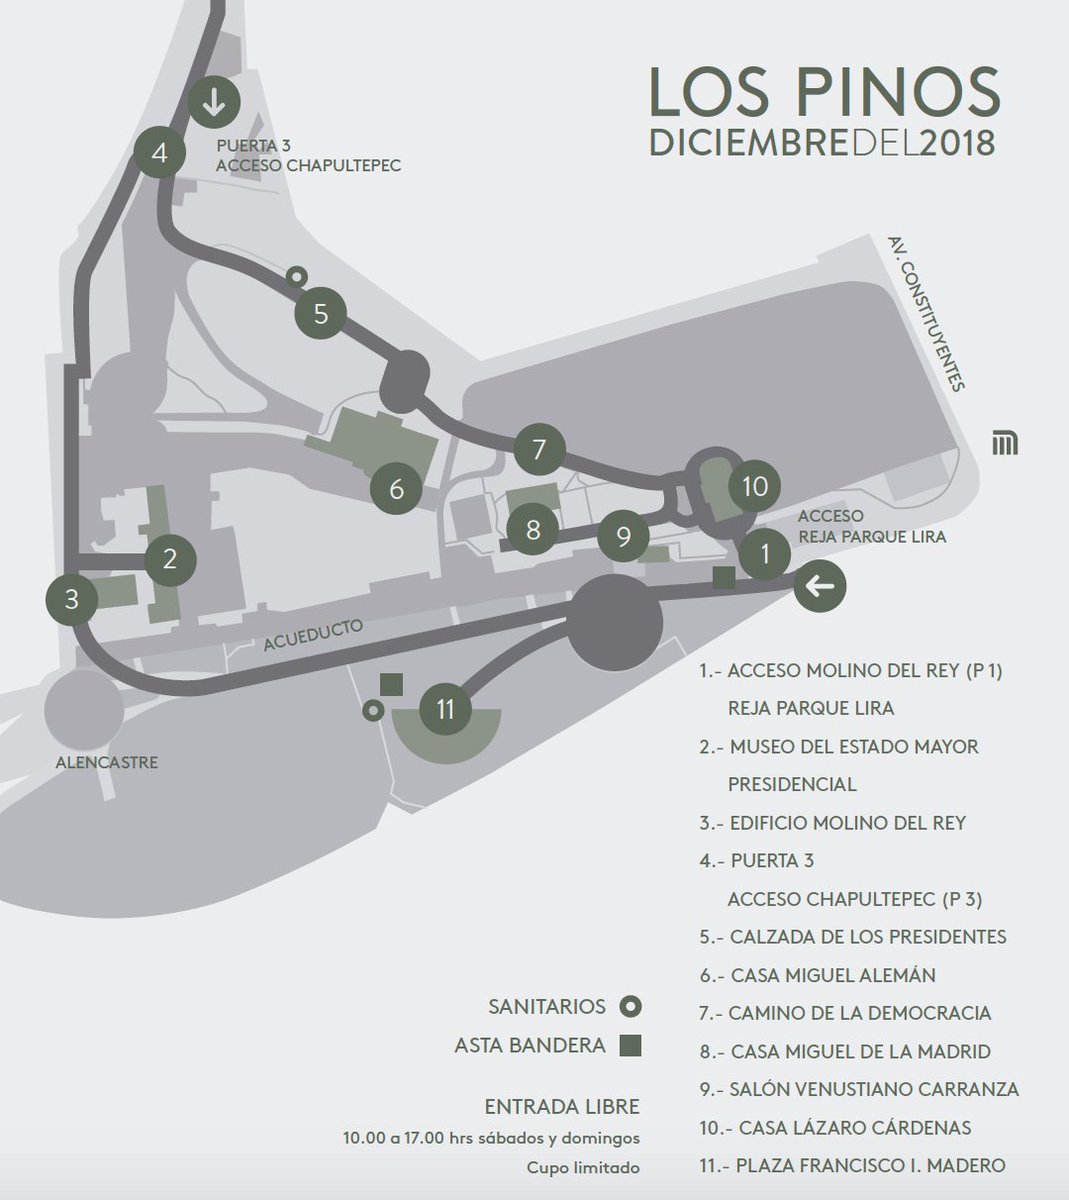 LOS PINOS
DICIEMBREDEL2018
4
PUERTA 3
ACCESO CHAPULTEPEC
AV. CONSTITUYENTES
5
7
6
10
8
9
ACCESO
REJA PARQUE LIRA
1
2
3
ACUEDUCTO
11
ALENCASTRE
1.- ACCESO MOLINO DEL REY (P 1)
REJA PARQUE LIRA
2.- MUSEO DEL ESTADO MAYOR
PRESIDENCIAL
3.- EDIFICIO MOLINO DEL REY
4.- PUERTA 3
ACCESO CHAPULTEPEC (P 3)
5.- CALZADA DE LOS PRESIDENTES
6.- CASA MIGUEL ALEMÁN
7.- CAMINO DE LA DEMOCRACIA
8.- CASA MIGUEL DE LA MADRID
9.- SALÓN VENUSTIANO CARRANZA
10.- CASA LÁZARO CÁRDENAS
11.- PLAZA FRANCISCO I. MADERO
SANITARIOS
ASTA BANDERA
ENTRADA LIBRE
10.00 a 17.00 hrs sábados y domingos
Cupo limitado